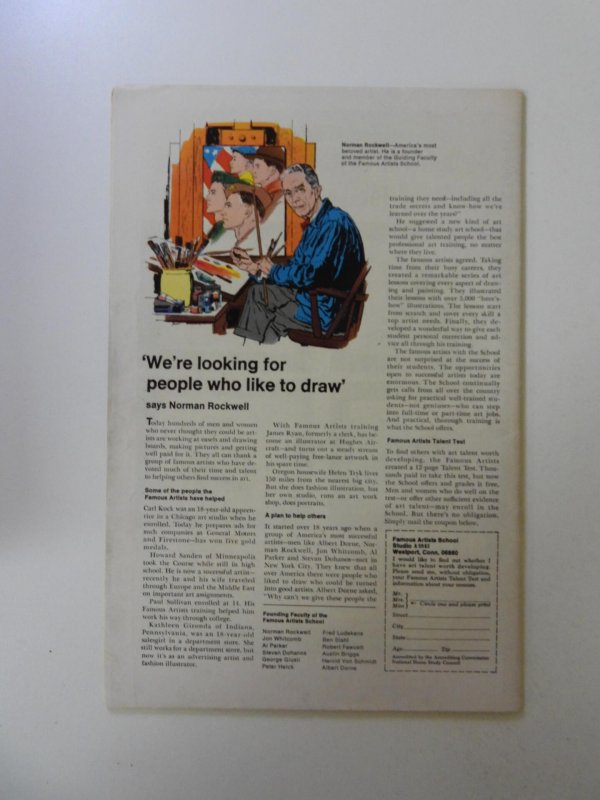 Norman Rockwell—America's most
beloved artist. He is a founder
and member of the Guiding Faculty
of the Famous Artists School.
'We're looking for
people who like to draw'
says Norman Rockwell
Today hundreds of men and women
who never thought they could be art-
ists are working at easels and drawing
boards, making pictures and getting
well paid for it. They all can thank a
group of famous artists who have de-
voted much of their time and talent
to helping others find success in art.
Some of the people the
Famous Artists have helped
Carl Kock was an 18-year-old appren-
tice in a Chicago art studio when he
enrolled. Today he prepares ads for
such companies as General Motors
and Firestone—has won five gold
medals.
Howard Sanden of Minneapolis
took the Course while still in high
school. He is now a successful artist—
recently he and his wife traveled
through Europe and the Middle East
on important art assignments.
Paul Sullivan enrolled at 14. His
Famous Artists training helped him
work his way through college.
Kathleen Gironda of Indiana,
Pennsylvania, was an 18-year-old
salesgirl in a department store. She
still works for a department store, but
now it's as an advertising artist and
fashion illustrator.
With Famous Artists training
James Ryan, formerly a clerk, has be-
come an illustrator at Hughes Air-
craft—and turns out a steady stream
of well-paying free-lance artwork in
his spare time.
Oregon housewife Helen Tryk lives
150 miles from the nearest big city.
But she does fashion illustration, has
her own studio, runs an art work
shop, does portraits.
A plan to help others
It started over 18 years ago when a
group of America's most successful
artists—men like Albert Dorne, Nor-
man Rockwell, Jon Whitcomb, Al
Parker and Stevan Dohanos—met in
New York City. They knew that all
over America there were people who
liked to draw who could be turned
into good artists. Albert Dorne asked,
"Why can't we give these people the
Founding Faculty of the
Famous Artists School
Norman Rockwell
Jon Whitcomb
Al Parker
Stevan Dohanos
George Giusti
Peter Helck
Fred Ludekens
Ben Stahl
Robert Fawcett
Austin Briggs
Harold Von Schmidt
Albert Dorne
training they need—including all the
trade secrets and know-how we've
learned over the years?"
He suggested a new kind of art
school—a home study art school—that
would give talented people the best
professional art training, no matter
where they live.
The famous artists agreed. Taking
time from their busy careers, they
created a remarkable series of art
lessons covering every aspect of draw-
ing and painting. They illustrated
their lessons with over 5,000 "here's-
how" illustrations. The lessons start
from scratch and cover every skill a
top artist needs. Finally, they de-
veloped a wonderful way to give each
student personal correction and ad-
vice all through his training.
The famous artists with the School
are not surprised at the success of
their students. The opportunities
open to successful artists today are
enormous. The School continually
gets calls from all over the country
asking for practical well-trained stu-
dents—not geniuses—who can step
into full-time or part-time art jobs.
And practical, thorough training is
what the School offers.
Famous Artists Talent Test
To find others with art talent worth
developing, the Famous Artists
created a 12-page Talent Test. Thou-
sands paid to take this test, but now
the School offers and grades it free.
Men and women who do well on the
test—or offer other sufficient evidence
of art talent—may enroll in the
School. But there's no obligation.
Simply mail the coupon below.
Famous Artists School
Studio
Westport, Conn. 06880
I would like to find out whether I
have art talent worth developing.
Please send me, without obligation,
your Famous Artists Talent Test and
information about your courses.
Mr.
Mrs.
Miss
Circle one and please print
Street
City
State
Age
Zip
Accredited by the Accrediting Commission
National Home Study Council